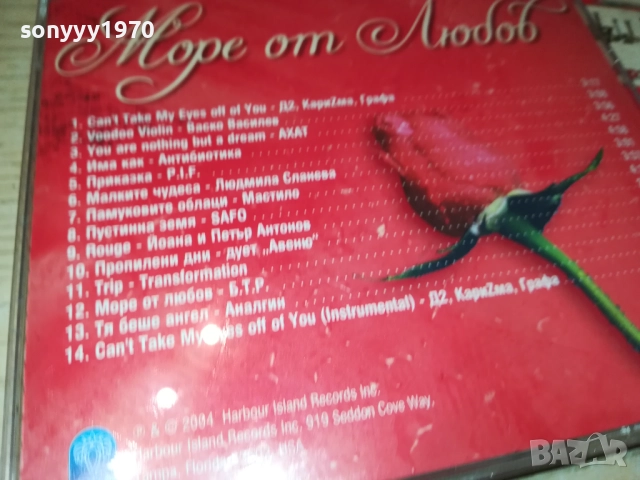 sonyyy1970
Море от Любов
1. Can't Take My Eyes off of You - Д2, КариZма, Графа
2. Voodoo Violin - Васко Василев
3. You are nothing but a dream - АХАТ
4. Има как - Антибиотика
5. Приказка - P.I.F.
6. Малките чудеса - Людмила Сланева
7. Памуковите облаци - Мастило
8. Пустинна земя - SAFO
9. Rouge - Йоана и Петър Антонов
10. Пропилени дни - дует „Авеню"
11. Trip - Transformation
12. Море от любов - Б.Т.Р.
13. Тя беше ангел - Аналгин
14. Can't Take My Eyes off of You (Instrumental) - Д2, КариZма, Графа
℗ & © 2004 Harbour Island Records Inc.
Harbour Island Records Inc. 919 Seddon Cove Way,
BAZAR
bg